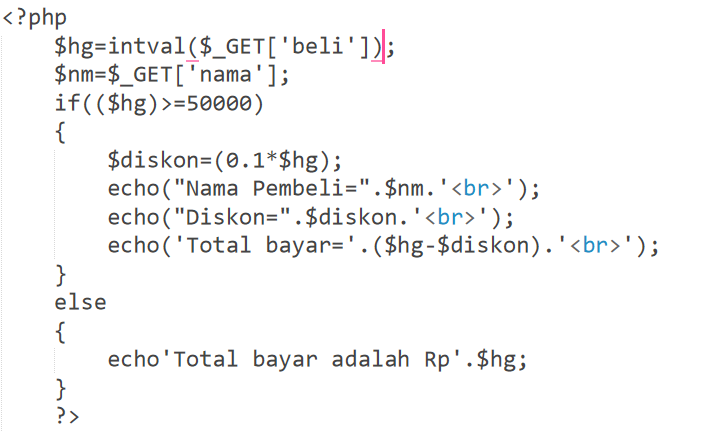 <?php
$hg=intval($_GET['beli']);
$nm=$_GET['nama'];
if(($hg)>=50000)
{
$diskon=(0.1*$hg);
echo("Nama Pembeli=".$nm.'<br>');
echo("Diskon=".$diskon.'<br>');
echo('Total bayar='.($hg-$diskon).'<br>');
}
else
{
echo'Total bayar adalah Rp'.$hg;
}
?>